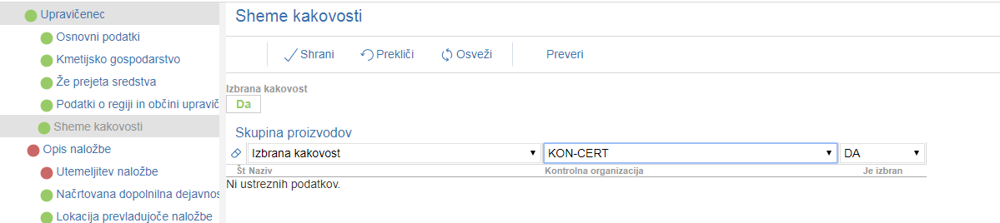 Upravičenec
Osnovni podatki
Kmetijsko gospodarstvo
Že prejeta sredstva
Podatki o regiji in občini upravič
Sheme kakovosti
Opis naložbe
Utemeljitev naložbe
Načrtovana dopolnilna dejavnos
Lokacija prevladujoče naložbe
Sheme kakovosti
Shrani Prekliči Osveži Preveri
Izbrana kakovost
Da
Skupina proizvodov
Izbrana kakovost KON-CERT DA
Št Naziv Kontrolna organizacija Je izbran
Ni ustreznih podatkov.